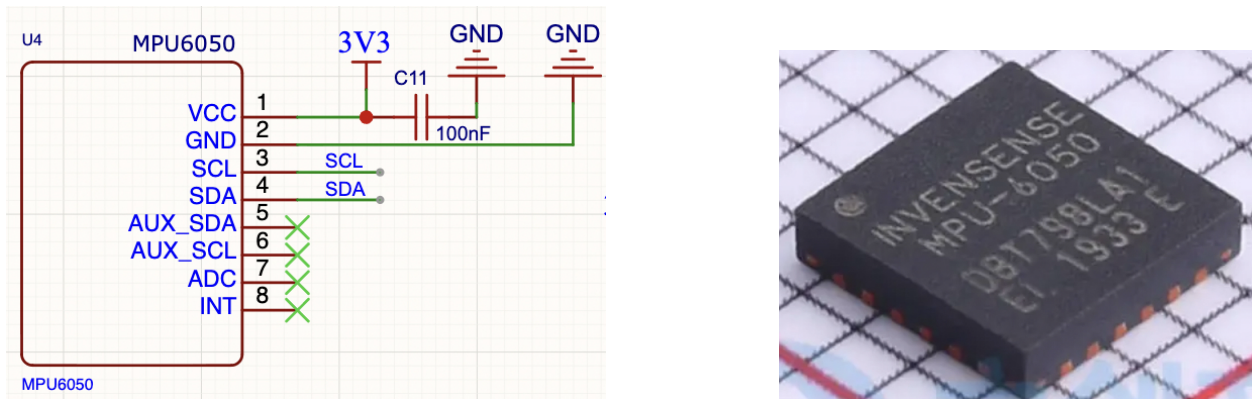 U4
MPU6050
3V3
GND
GND
C11
100nF
VCC
1
GND
2
SCL
3
SCL
SDA
4
SDA
AUX_SDA
5
AUX_SCL
6
ADC
7
INT
8
MPU6050
INVENSENSE
MPU-6050
DBT798LA1
E1 1933 E